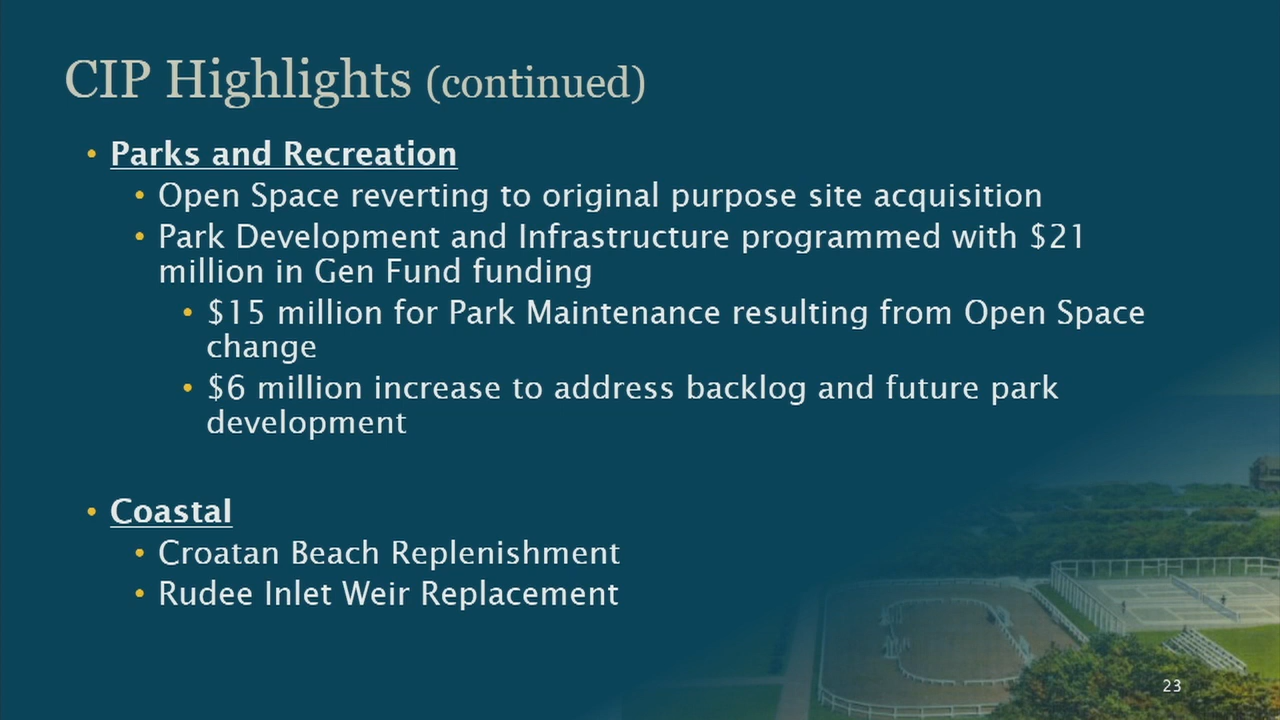 CIP Highlights (continued)
• Parks and Recreation
• Open Space reverting to original purpose site acquisition
• Park Development and Infrastructure programmed with $21
million in Gen Fund funding
• $15 million for Park Maintenance resulting from Open Space
change
• $6 million increase to address backlog and future park
development
• Coastal
• Croatan Beach Replenishment
• Rudee Inlet Weir Replacement
23